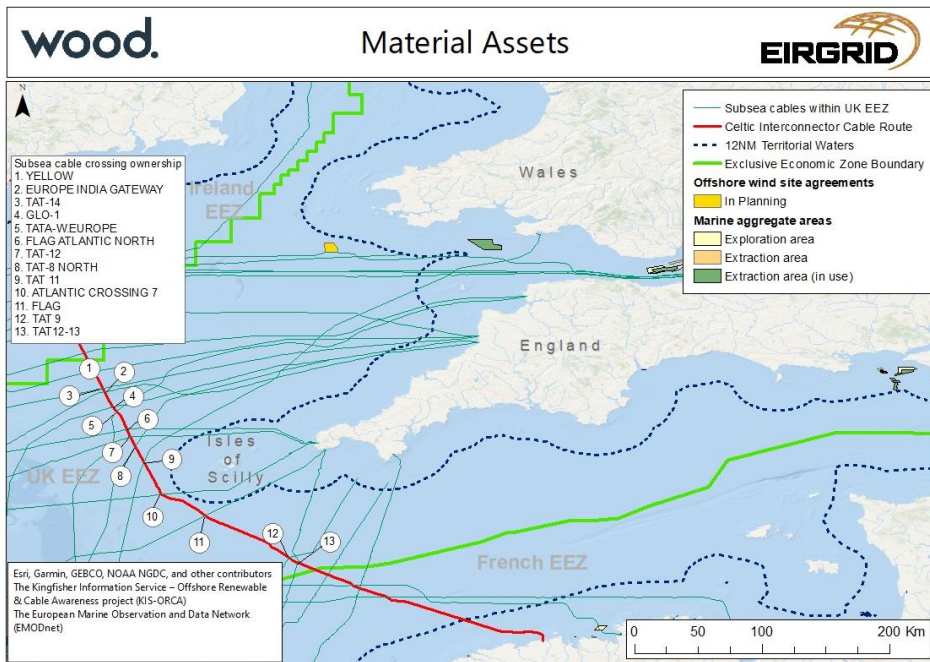 wood.
Material Assets
EIRGRID
N
Subsea cables within UK EEZ
Celtic Interconnector Cable Route
12NM Territorial Waters
Exclusive Economic Zone Boundary
Offshore wind site agreements
In Planning
Marine aggregate areas
Exploration area
Extraction area
Extraction area (in use)
Subsea cable crossing ownership
1. YELLOW
2. EUROPE INDIA GATEWAY
3. TAT-14
4. GLO-1
5. TATA-W.EUROPE
6. FLAG ATLANTIC NORTH
7. TAT-12
8. TAT-8 NORTH
9. TAT 11
10. ATLANTIC CROSSING 7
11. FLAG
12. TAT 9
13. TAT12-13
Ireland
EEZ
Wales
England
1
2
3
4
5
6
7
8
9
10
11
12
13
Isles
of
Scilly
UK EEZ
French EEZ
Esri, Garmin, GEBCO, NOAA NGDC, and other contributors
The Kingfisher Information Service – Offshore Renewable
& Cable Awareness project (KIS-ORCA)
The European Marine Observation and Data Network
(EMODnet)
0 50 100 200 Km